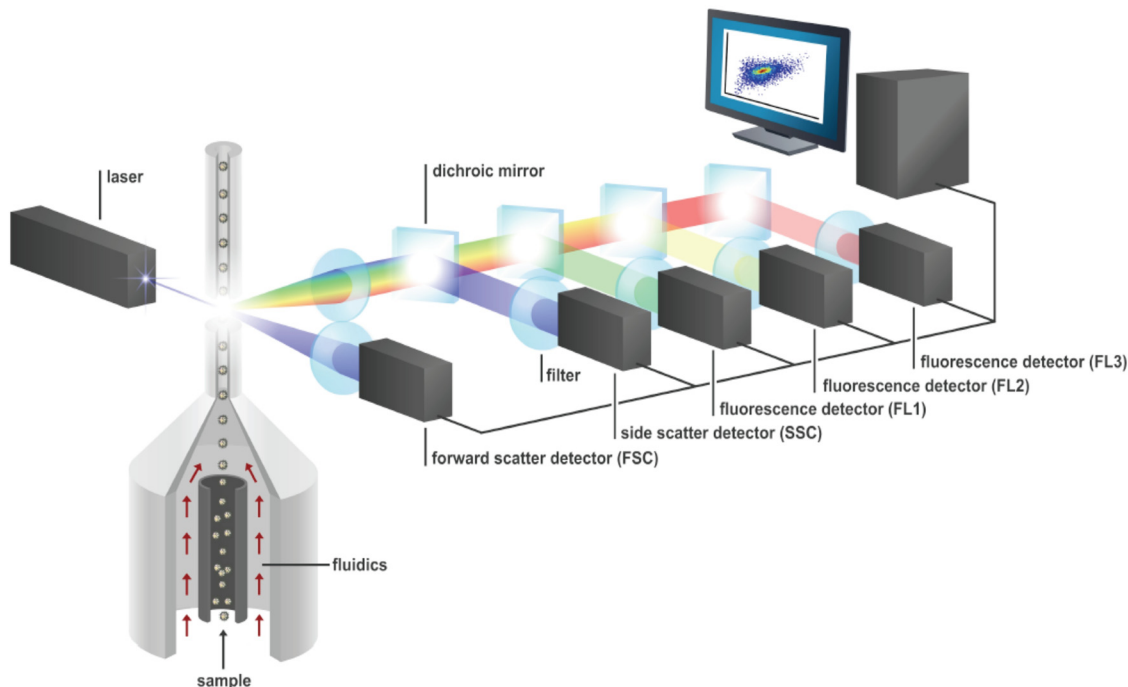 laser
dichroic mirror
filter
fluorescence detector (FL3)
fluorescence detector (FL2)
fluorescence detector (FL1)
side scatter detector (SSC)
forward scatter detector (FSC)
fluidics
sample